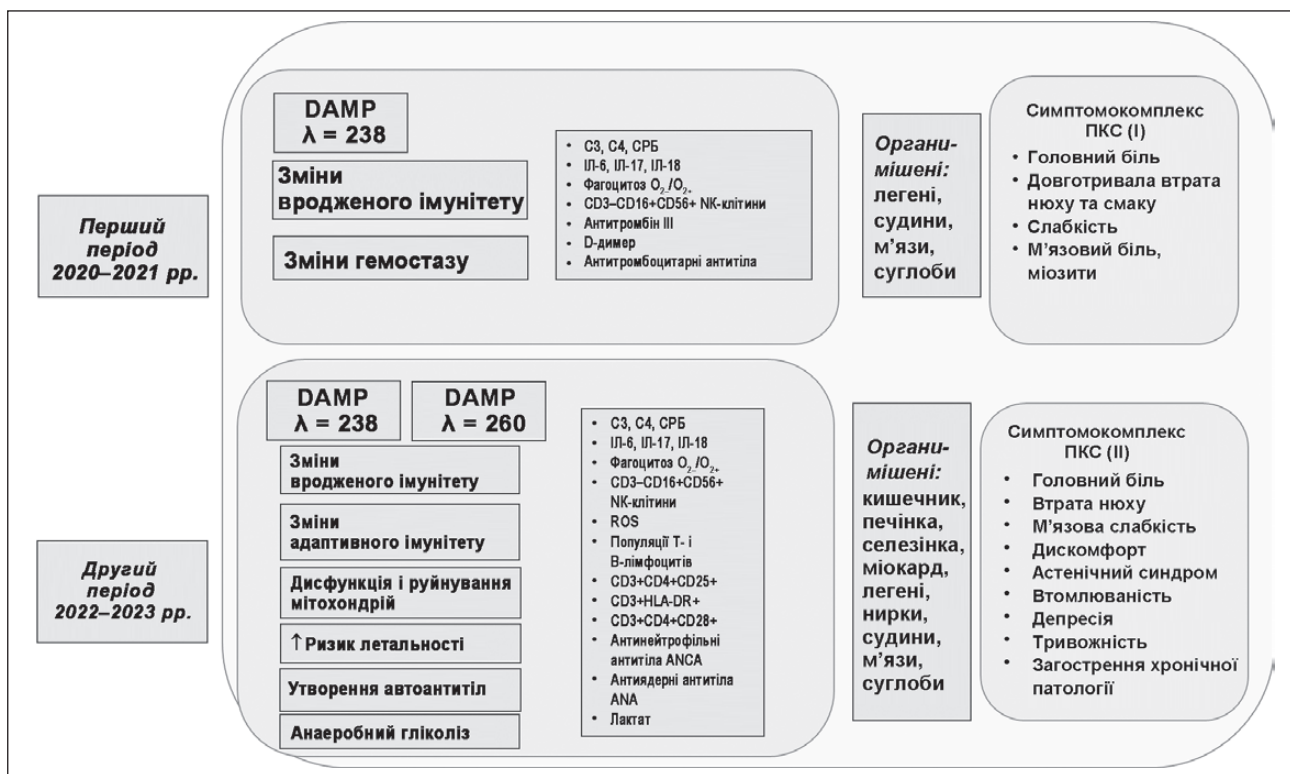 Перший
період
2020–2021 рр.
DAMP
λ = 238
Зміни
вродженого імунітету
Зміни гемостазу
• С3, С4, СРБ
• ІЛ-6, ІЛ-17, ІЛ-18
• Фагоцитоз O2-/O2+
• CD3–CD16+CD56+ NK-клітини
• Антитромбін III
• D-димер
• Антитромбоцитарні антитіла
Органи-
мішені:
легені,
судини,
м’язи,
суглоби
Симптомокомплекс
ПКС (I)
• Головний біль
• Довготривала втрата
нюху та смаку
• Слабкість
• М’язовий біль,
міозити
Другий
період
2022–2023 рр.
DAMP
λ = 238
DAMP
λ = 260
Зміни
вродженого імунітету
Зміни
адаптивного імунітету
Дисфункція і руйнування
мітохондрій
↑ Ризик летальності
Утворення автоантитіл
Анаеробний гліколіз
• С3, С4, СРБ
• ІЛ-6, ІЛ-17, ІЛ-18
• Фагоцитоз O2-/O2+
• CD3–CD16+CD56+
NK-клітини
• ROS
• Популяції Т- і
В-лімфоцитів
• CD3+CD4+CD25+
• CD3+HLA-DR+
• CD3+CD4+CD28+
• Антинейтрофільні
антитіла ANCA
• Антиядерні антитіла
ANA
• Лактат
Органи-
мішені:
кишечник,
печінка,
селезінка,
міокард,
легені,
нирки,
судини,
м’язи,
суглоби
Симптомокомплекс
ПКС (II)
• Головний біль
• Втрата нюху
• М’язова слабкість
• Дискомфорт
• Астенічний синдром
• Втомлюваність
• Депресія
• Тривожність
• Загострення хронічної
патології